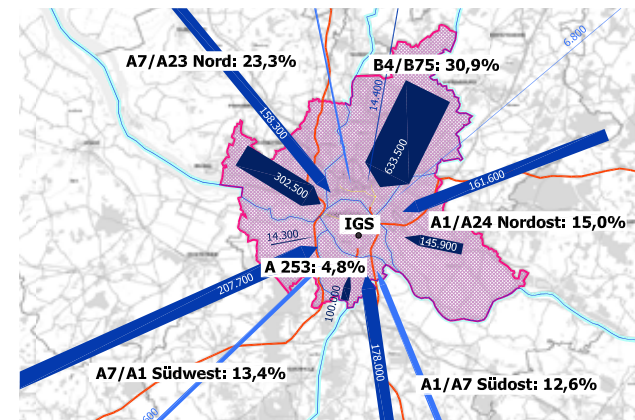 6.800
A7/A23 Nord: 23,3%
B4/B75: 30,9%
14.400
158.300
633.500
302.500
161.600
IGS
A1/A24 Nordost: 15,0%
14.300
145.900
A 253: 4,8%
207.700
100.000
178.000
A7/A1 Südwest: 13,4%
A1/A7 Südost: 12,6%